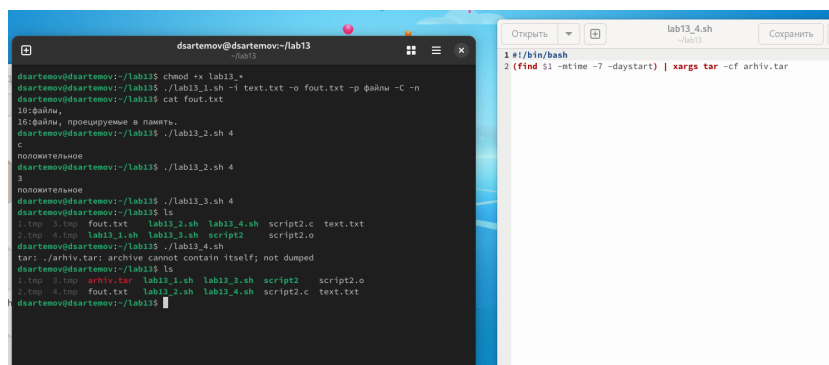 dsartemov@dsartemov:~/lab13
~/lab13
dsartemov@dsartemov:~/lab13$ chmod +x lab13_*
dsartemov@dsartemov:~/lab13$ ./lab13_1.sh -i text.txt -o fout.txt -p файлы -C -n
dsartemov@dsartemov:~/lab13$ cat fout.txt
10:файлы,
16:файлы, проецируемые в память.
dsartemov@dsartemov:~/lab13$ ./lab13_2.sh 4
c
положительное
dsartemov@dsartemov:~/lab13$ ./lab13_2.sh 4
3
положительное
dsartemov@dsartemov:~/lab13$ ./lab13_3.sh 4
dsartemov@dsartemov:~/lab13$ ls
1.tmp 3.tmp fout.txt lab13_2.sh lab13_4.sh script2.c text.txt
2.tmp 4.tmp lab13_1.sh lab13_3.sh script2 script2.o
dsartemov@dsartemov:~/lab13$ ./lab13_4.sh
tar: ./arhiv.tar: archive cannot contain itself; not dumped
dsartemov@dsartemov:~/lab13$ ls
1.tmp 3.tmp arhiv.tar lab13_1.sh lab13_3.sh script2 script2.o
2.tmp 4.tmp fout.txt lab13_2.sh lab13_4.sh script2.c text.txt
dsartemov@dsartemov:~/lab13$
Открыть
lab13_4.sh
~/lab13
Сохранить
1 #!/bin/bash
2 (find $1 -mtime -7 -daystart) | xargs tar -cf arhiv.tar